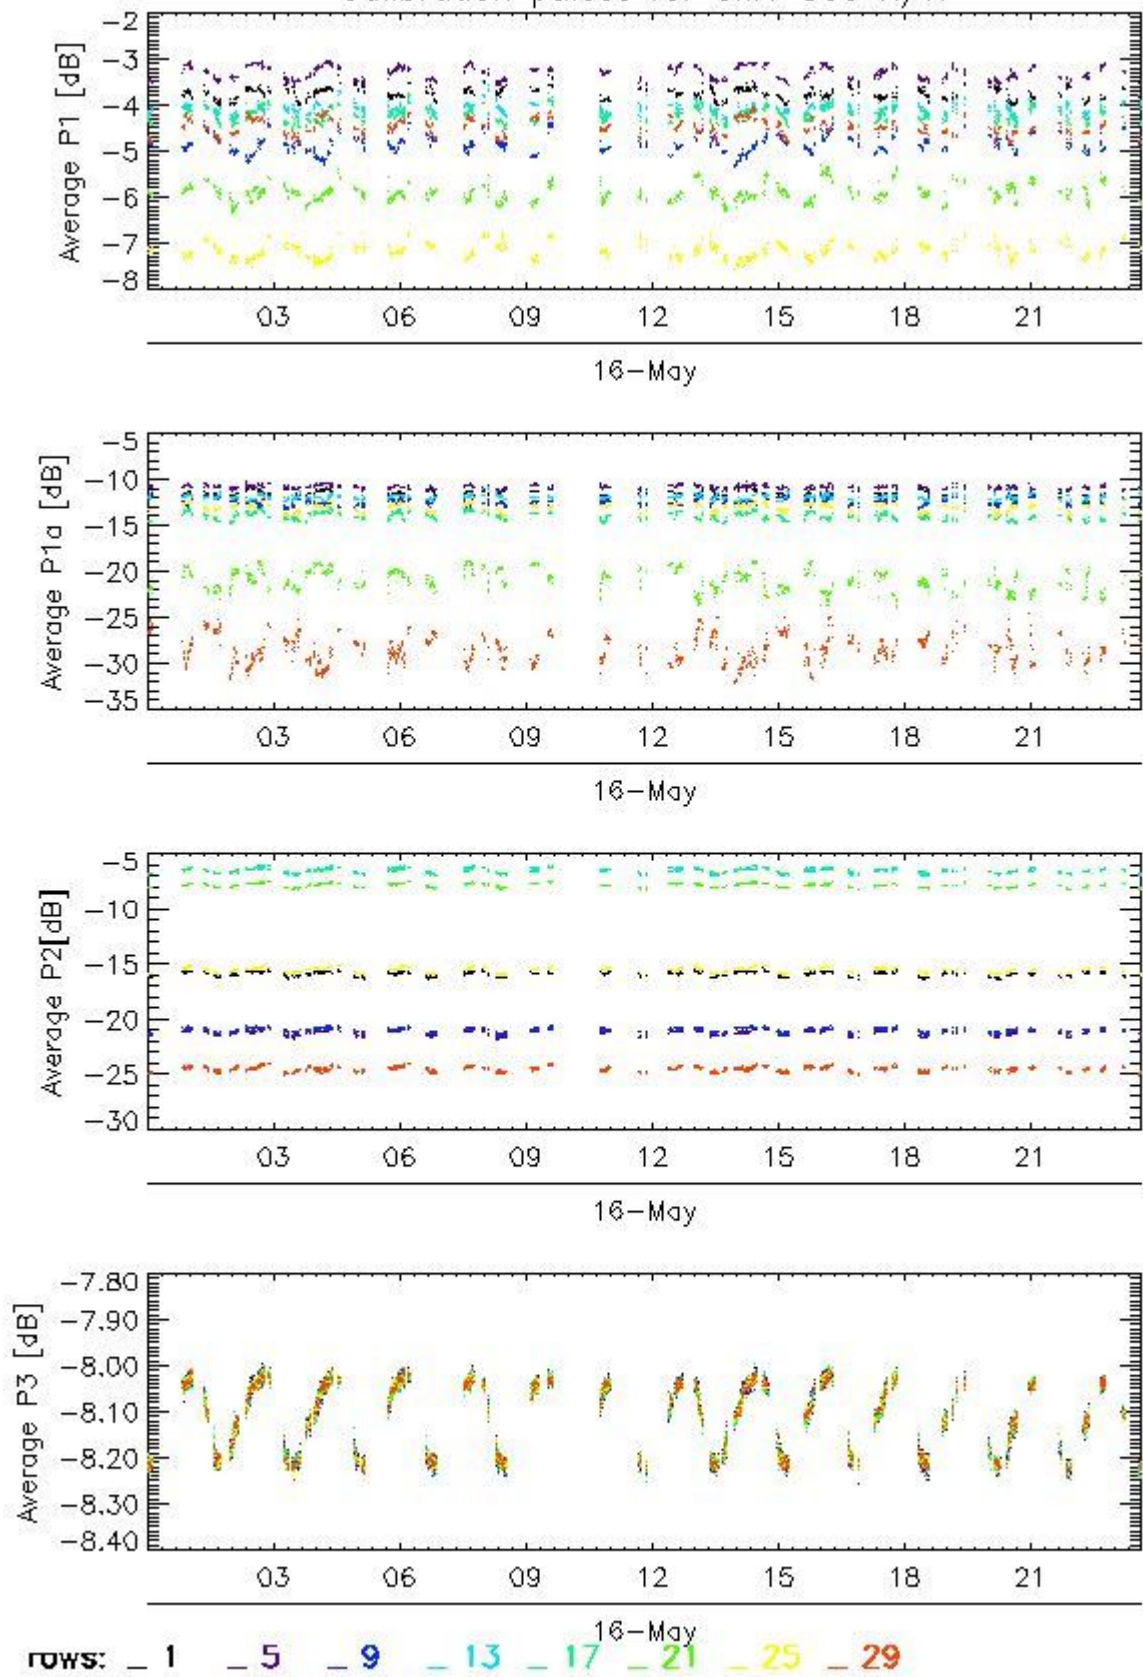 Average P1 [dB]
-2
-3
-4
-5
-6
-7
-8
03 06 09 12 15 18 21
16-May
Average P1a [dB]
-5
-10
-15
-20
-25
-30
-35
03 06 09 12 15 18 21
16-May
Average P2[dB]
-5
-10
-15
-20
-25
-30
03 06 09 12 15 18 21
16-May
Average P3 [dB]
-7.80
-7.90
-8.00
-8.10
-8.20
-8.30
-8.40
03 06 09 12 15 18 21
16-May
rows: _ 1 _ 5 _ 9 _ 13 _ 17 _ 21 _ 25 _ 29